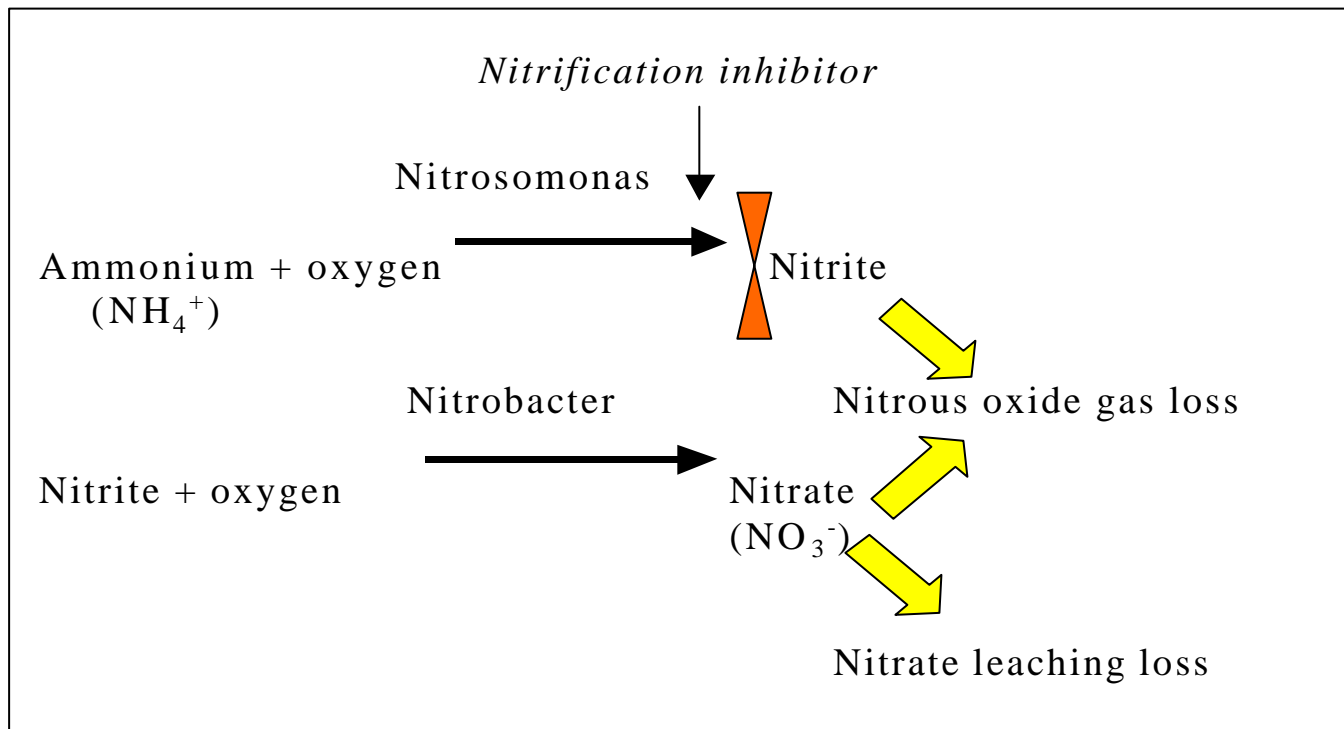 Nitrification inhibitor
Nitrosomonas
Ammonium + oxygen
Nitrite
(NH₄⁺)
Nitrobacter
Nitrous oxide gas loss
Nitrite + oxygen
Nitrate
(NO₃⁻)
Nitrate leaching loss